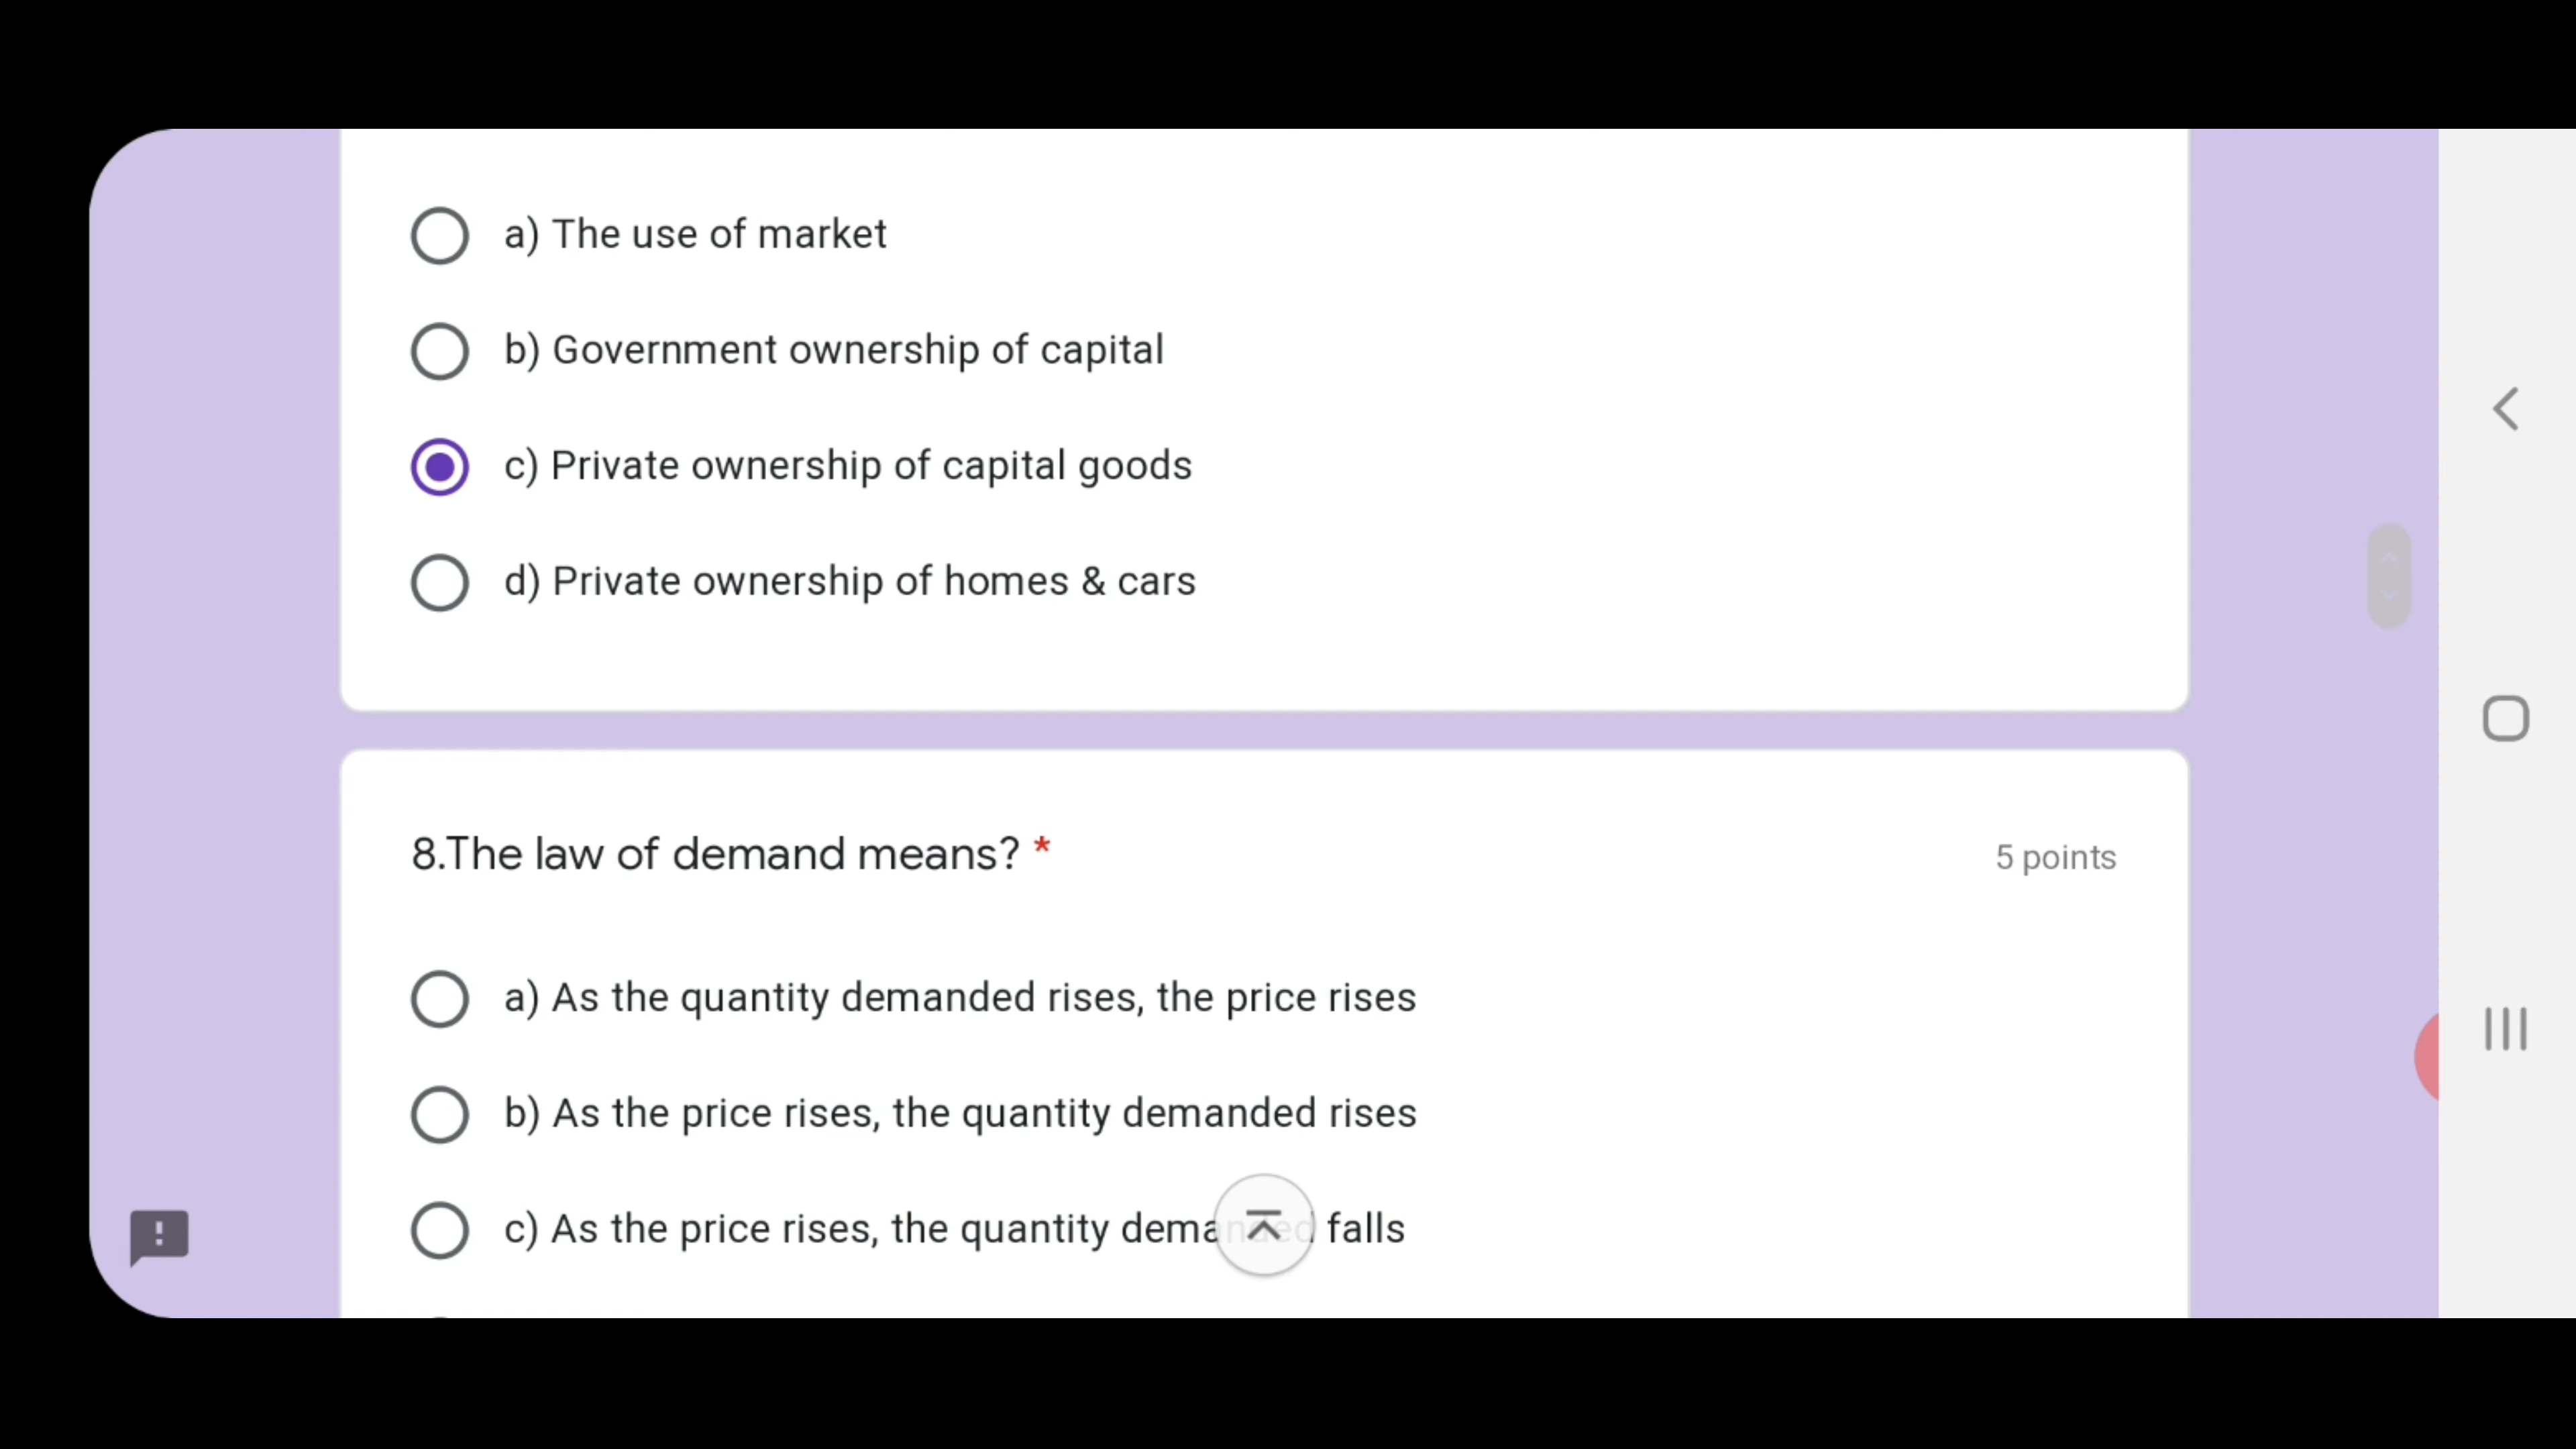 a) The use of market
b) Government ownership of capital
c) Private ownership of capital goods
d) Private ownership of homes & cars
8.The law of demand means? *
5 points
a) As the quantity demanded rises, the price rises
b) As the price rises, the quantity demanded rises
c) As the price rises, the quantity demanded falls